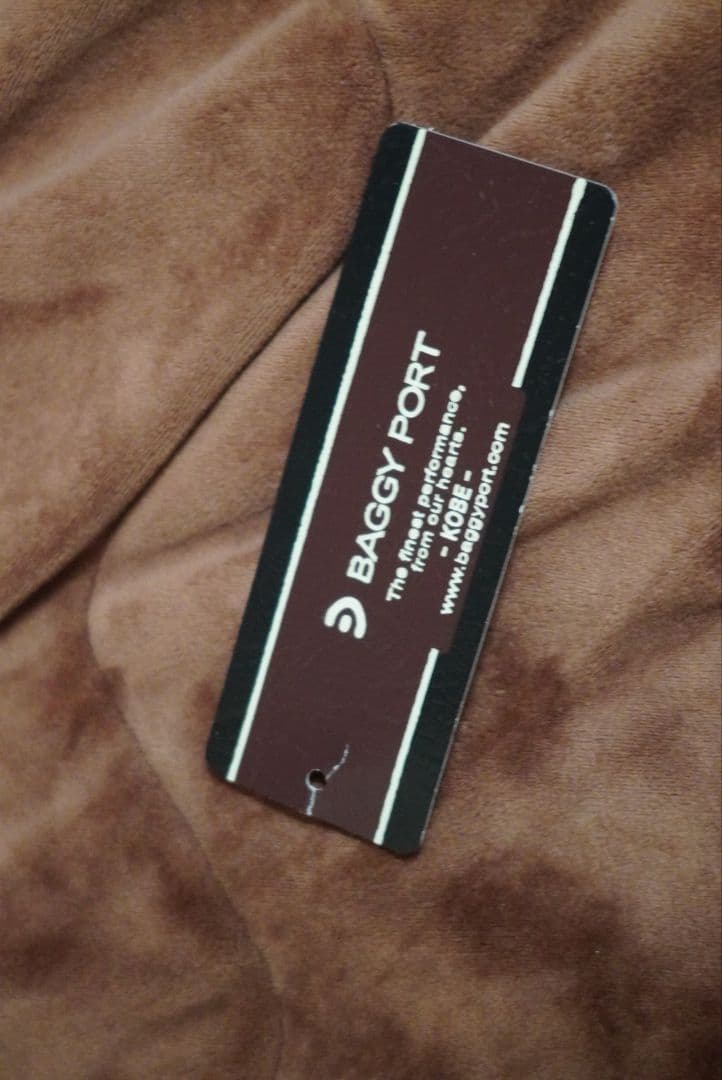 BAGGY PORT
The finest performance,
from our hearts.
- KOBE -
www.baggyport.com